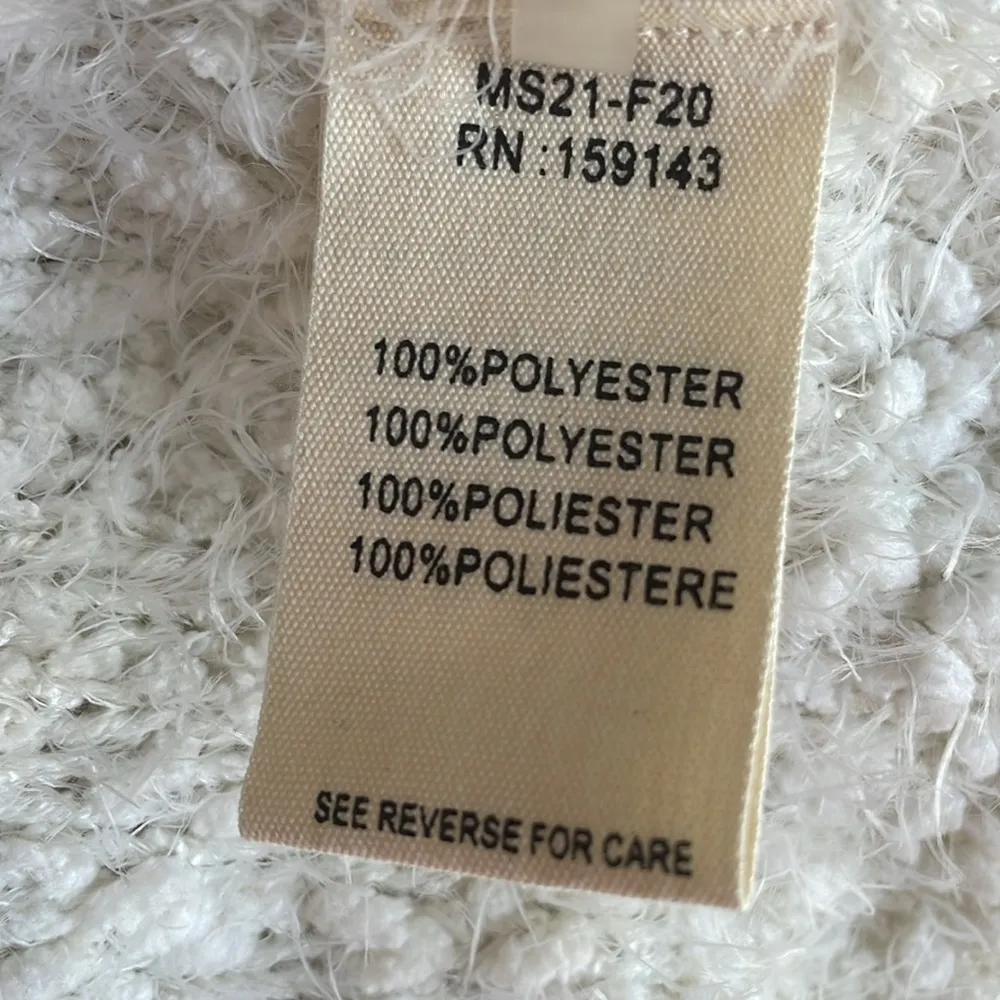 MS21-F20
RN :159143
100%POLYESTER
100%POLYESTER
100%POLIESTER
100%POLIESTERE
SEE REVERSE FOR CARE